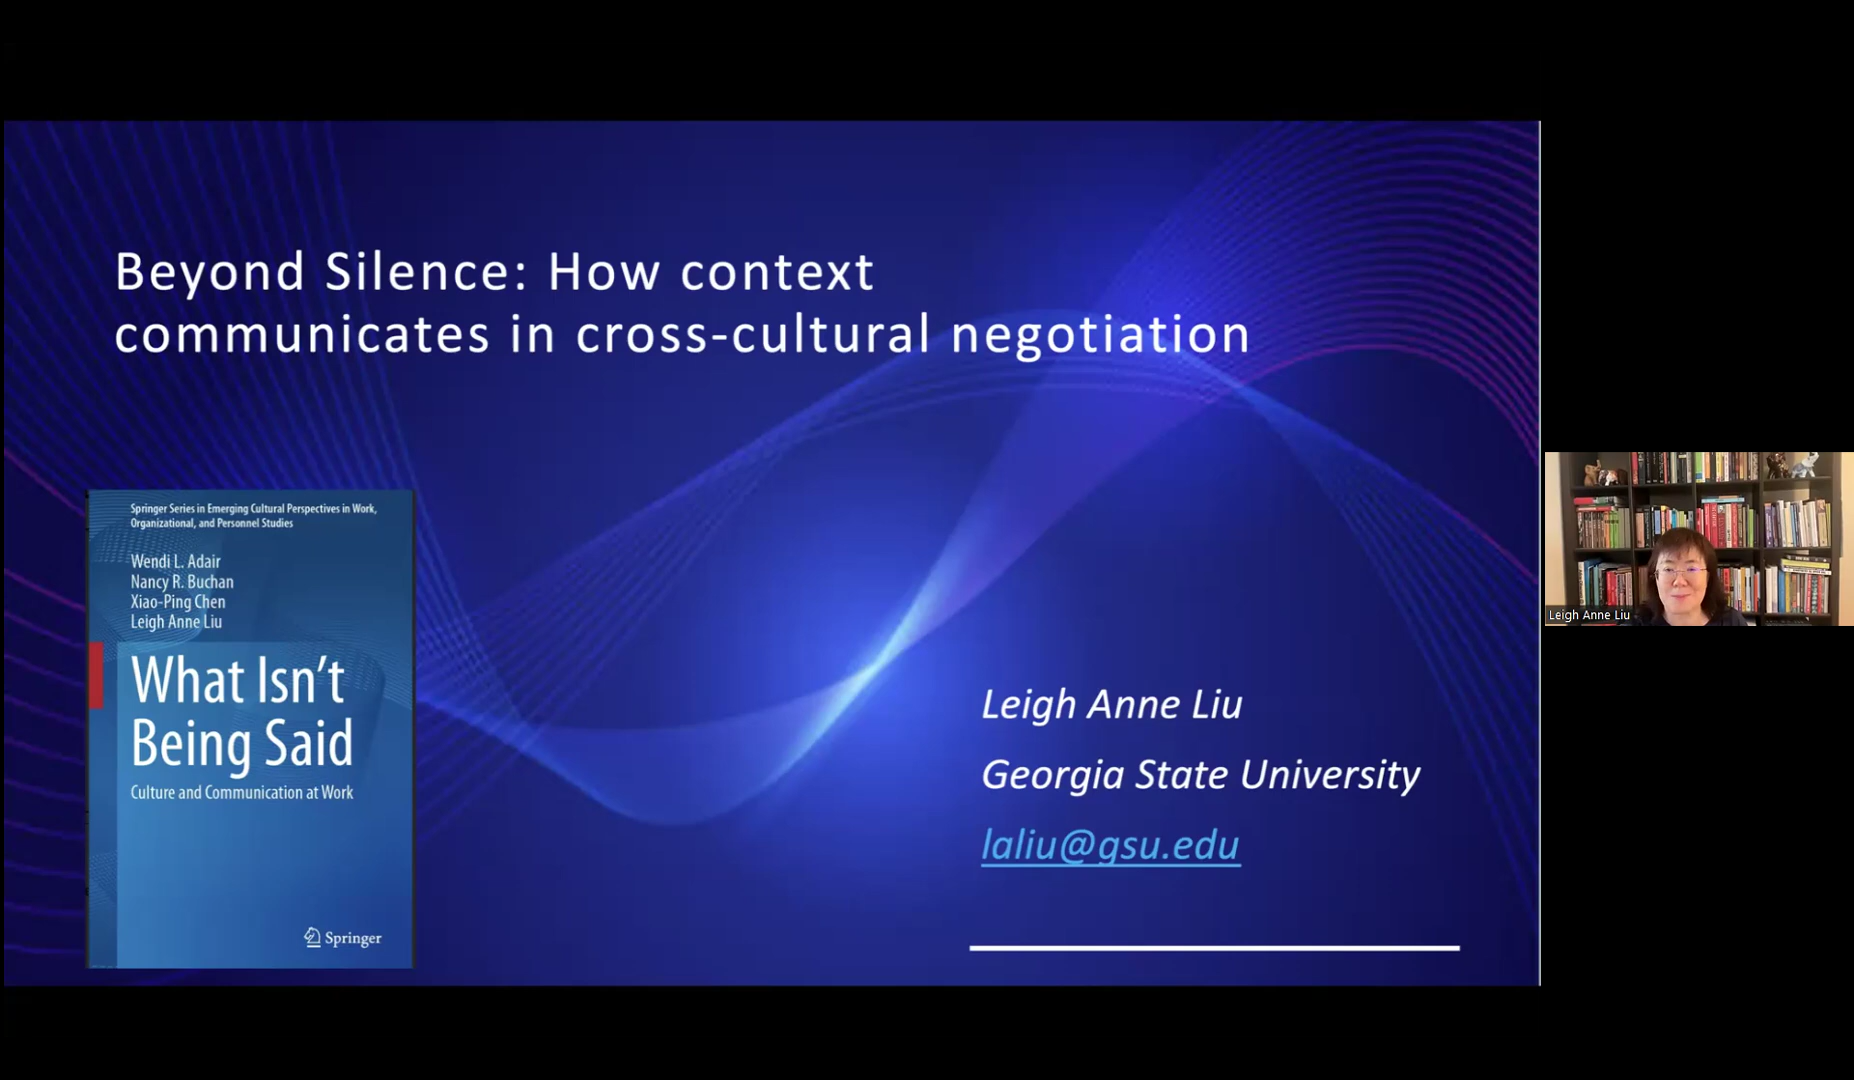 Beyond Silence: How context
communicates in cross-cultural negotiation
Springer Series in Emerging Cultural Perspectives in Work,
Organizational, and Personnel Studies
Wendi L. Adair
Nancy R. Buchan
Xiao-Ping Chen
Leigh Anne Liu
What Isn't
Being Said
Culture and Communication at Work
Springer
Leigh Anne Liu
Georgia State University
laliu@gsu.edu
Leigh Anne Liu